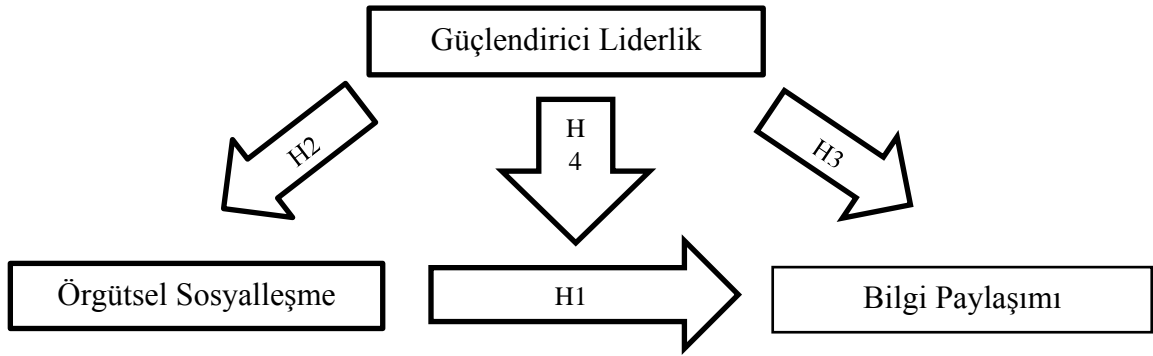 Güçlendirici Liderlik
H2
H
4
H3
Örgütsel Sosyalleşme
H1
Bilgi Paylaşımı